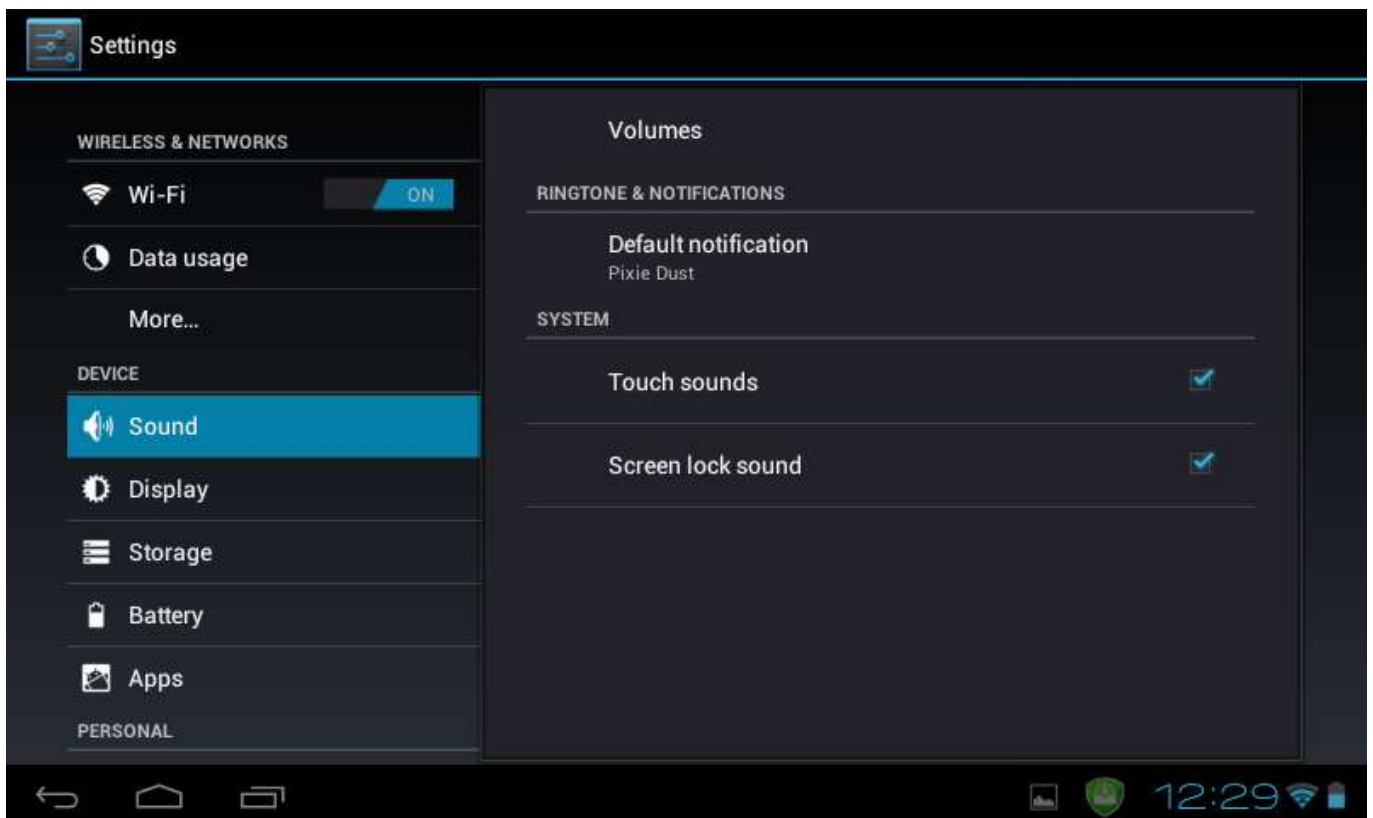 Settings
WIRELESS & NETWORKS
Wi-Fi ON
Data usage
More...
DEVICE
Sound
Display
Storage
Battery
Apps
PERSONAL
Volumes
RINGTONE & NOTIFICATIONS
Default notification
Pixie Dust
SYSTEM
Touch sounds
Screen lock sound
12:29